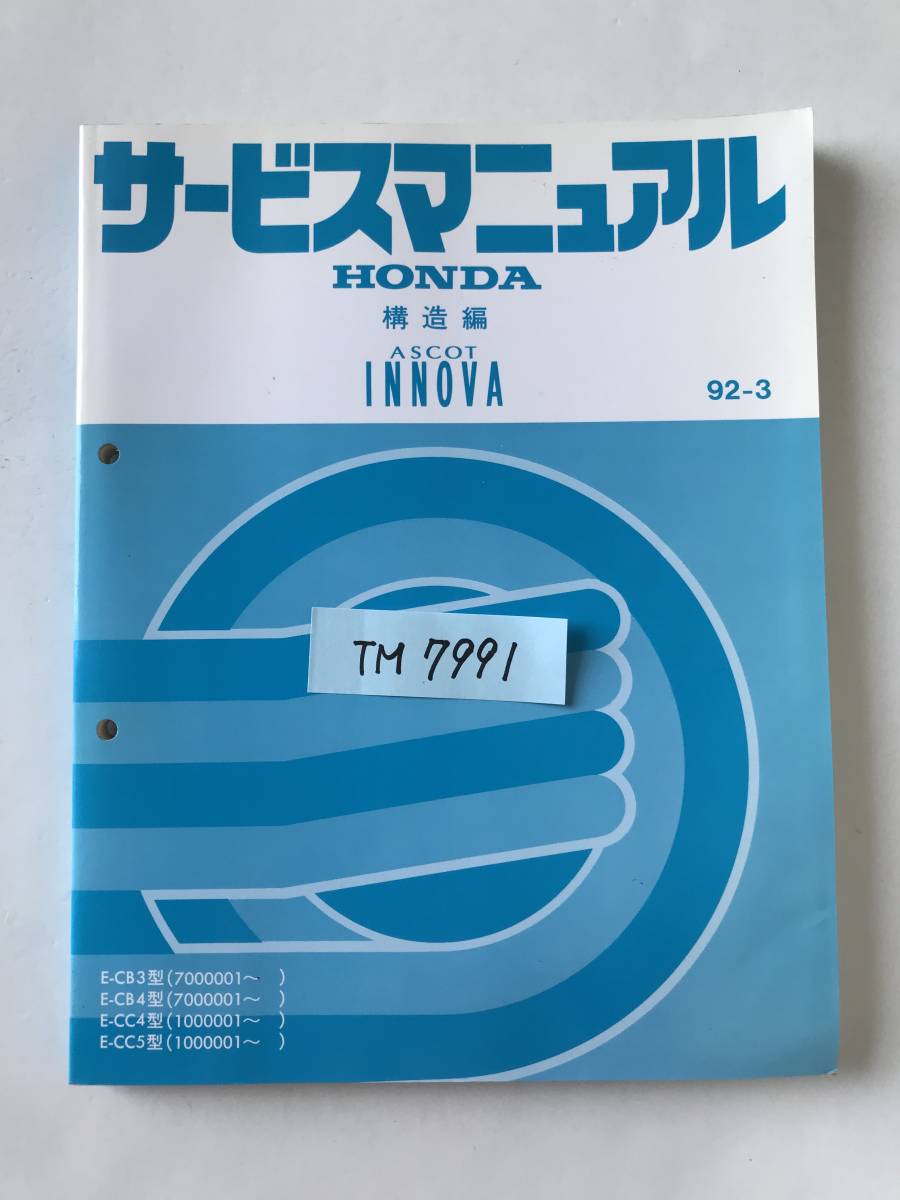 サービスマニュアル
HONDA
構造編
ASCOT
INNOVA
92-3
TM 7991
E-CB3型(7000001～ )
E-CB4型(7000001～ )
E-CC4型(1000001～ )
E-CC5型(1000001～ )